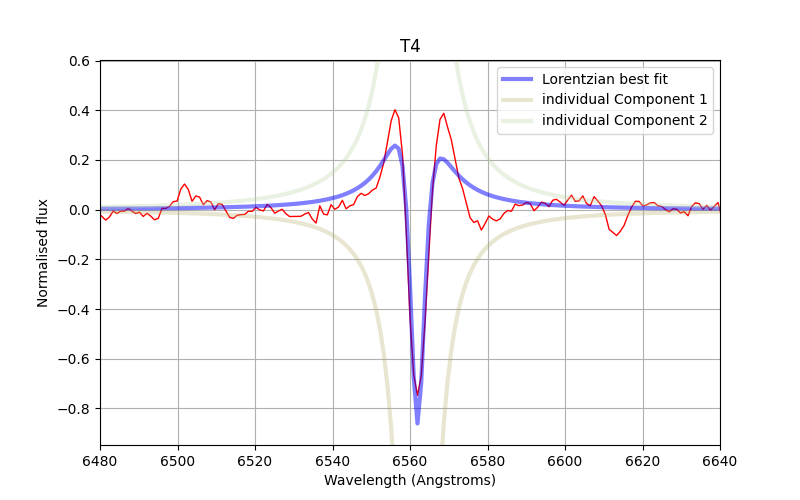 T4
0.6
0.4
0.2
0.0
−0.2
−0.4
−0.6
−0.8
Normalised flux
Lorentzian best fit
individual Component 1
individual Component 2
6480 6500 6520 6540 6560 6580 6600 6620 6640
Wavelength (Angstroms)